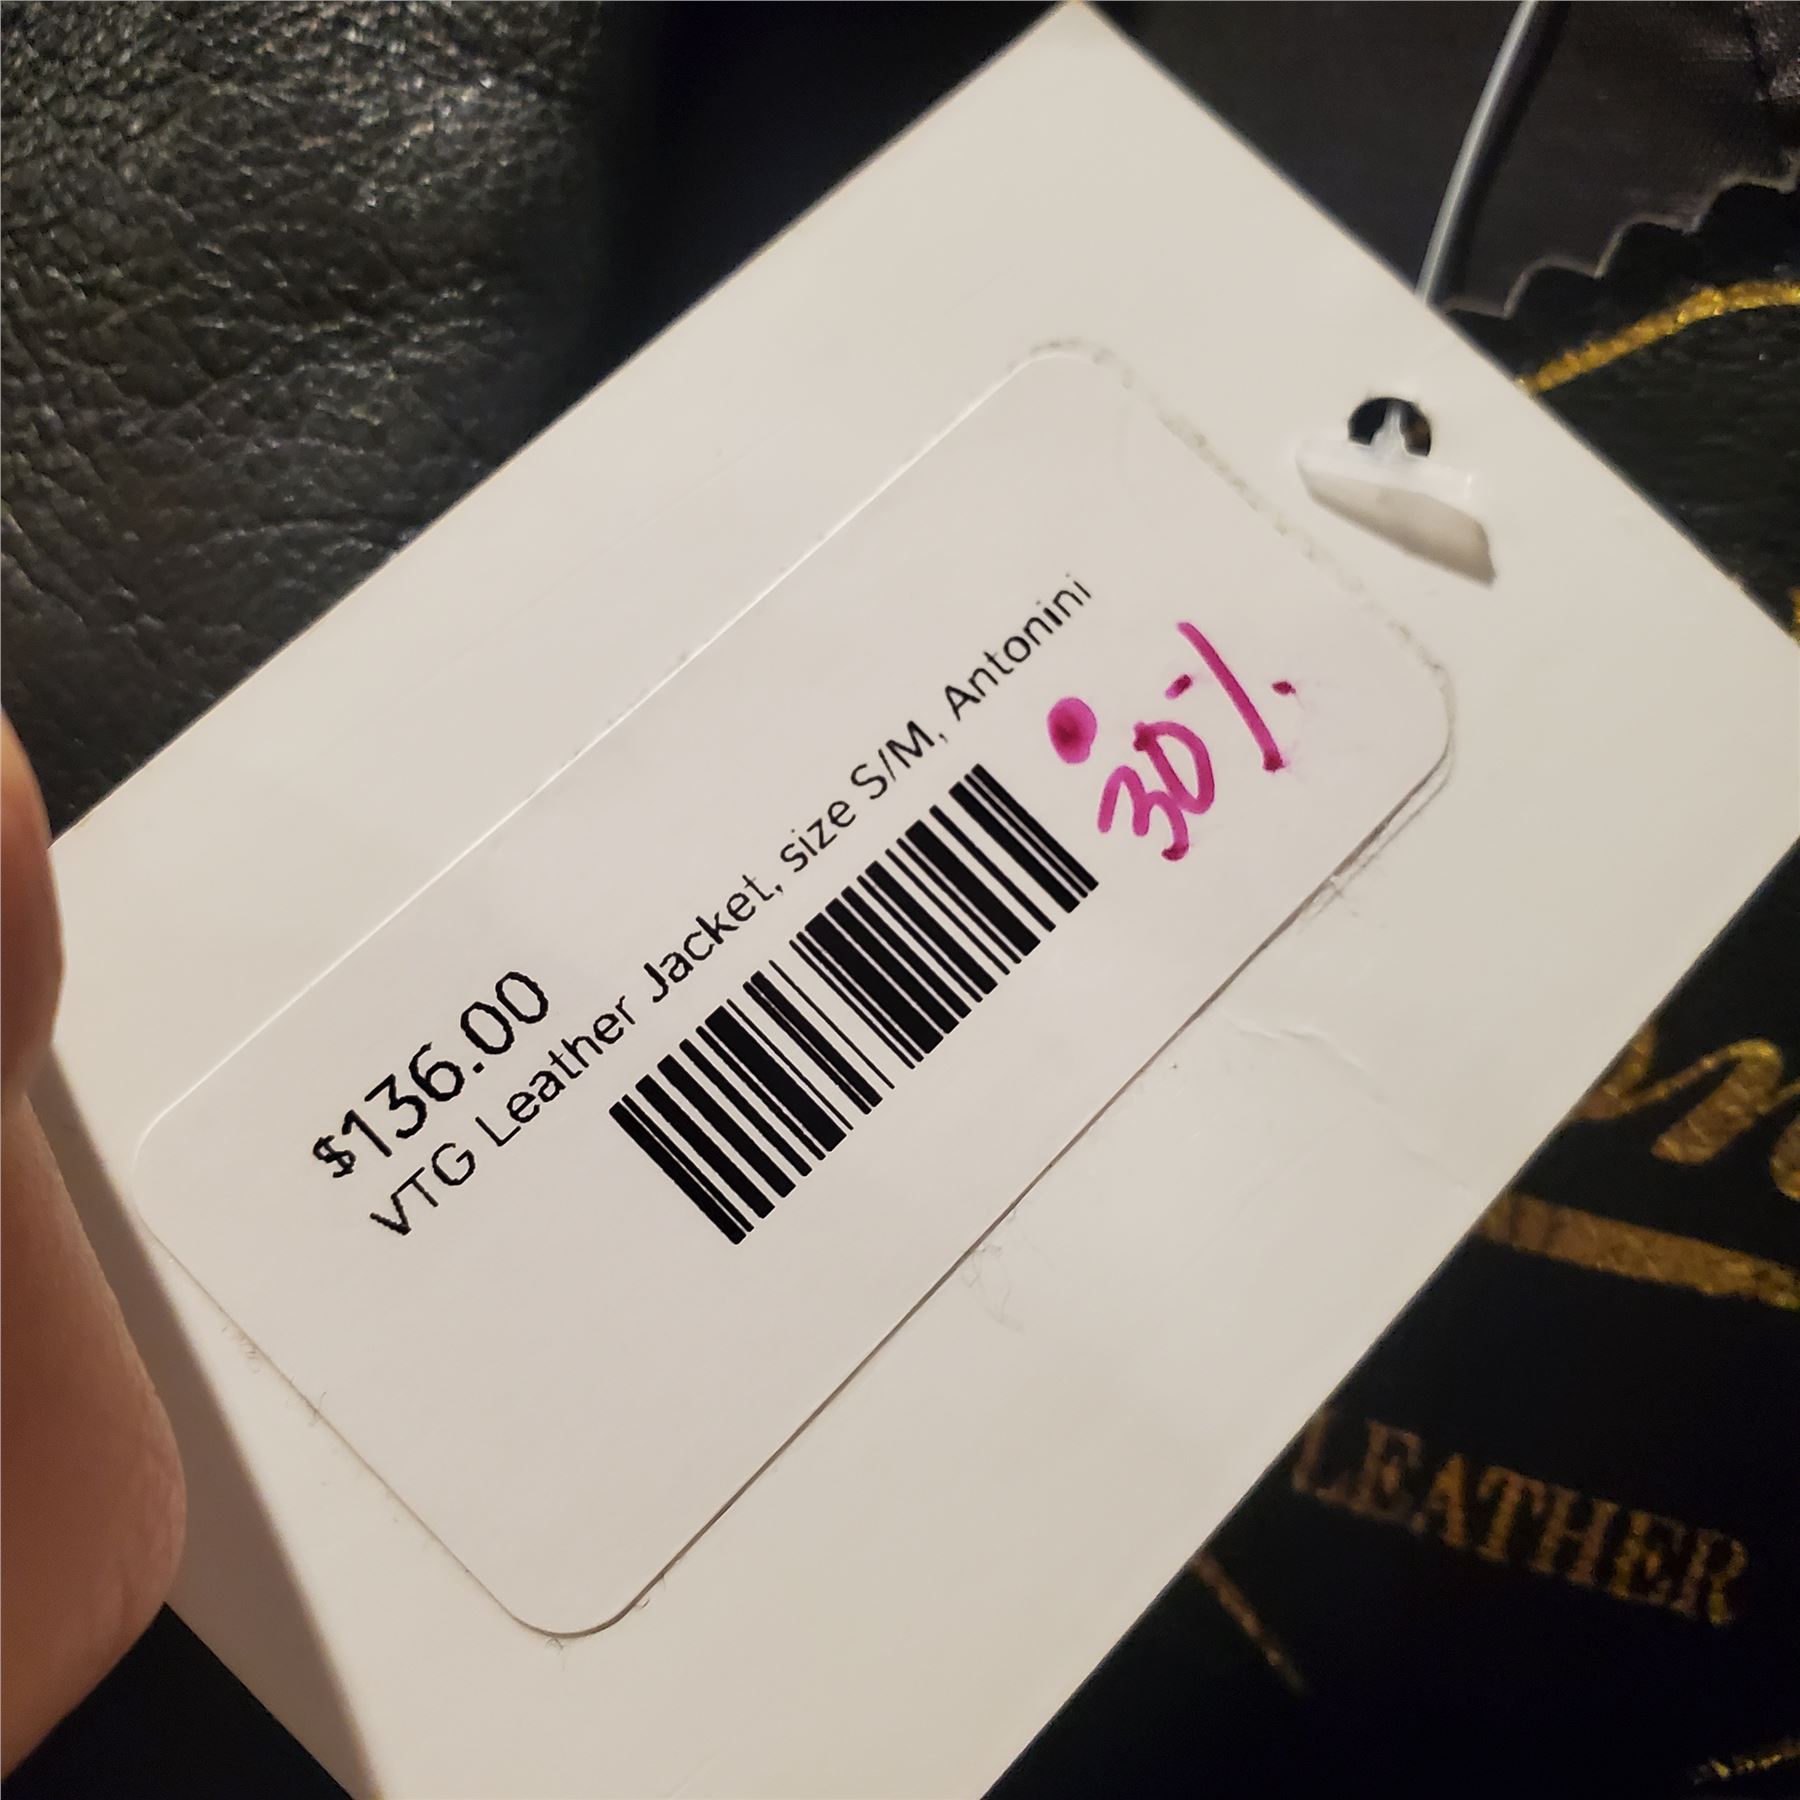 $136.00
VTG Leather Jacket, size S/M, Antonini
30%
LEATHER